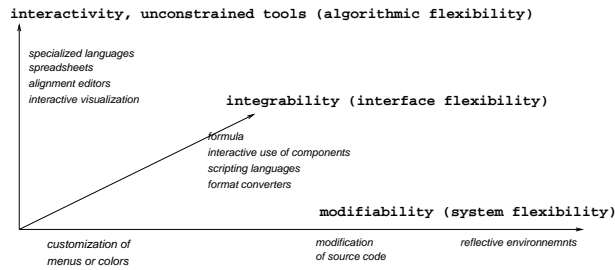 interactivity, unconstrained tools (algorithmic flexibility)
specialized languages
spreadsheets
alignment editors
interactive visualization
integrability (interface flexibility)
formula
interactive use of components
scripting languages
format converters
modifiability (system flexibility)
customization of
menus or colors
modification
of source code
reflective environnemnts